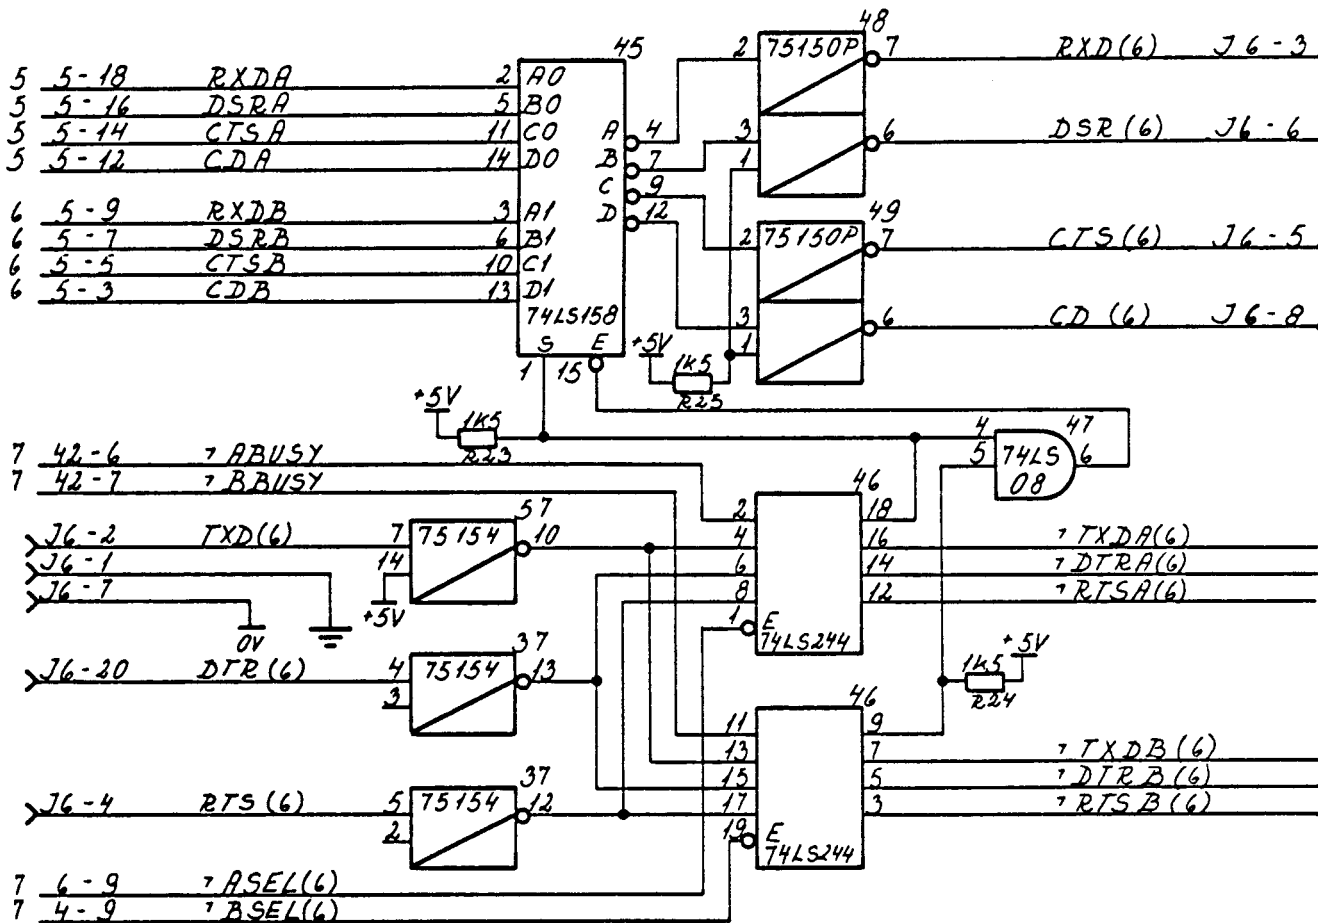 48
45
2 75150P 7 RXD(6) J6-3
5 5-18 RXDA 2 A0
5 5-16 DSRA 5 B0
5 5-14 CTSA 11 C0 A 4 3 6 DSR(6) J6-6
5 5-12 CDA 14 D0 B 7 1
C 9
6 5-9 RXDB 3 A1 D 12 49
6 5-7 DSRB 6 B1 2 75150P 7 CTS(6) J6-5
6 5-5 CTSB 10 C1
6 5-3 CDB 13 D1
74LS158 3 6 CD (6) J6-8
S E +5V 1
1 15 1K5
R25
+5V
1K5 4 47
R23 5 74LS 6
08
7 42-6 ¬ABUSY
7 42-7 ¬BBUSY 46
57 2 18
J6-2 TXD(6) 7 75154 10 4 16 ¬TXDA(6)
J6-1 14 6 14 ¬DTRA(6)
J6-7 +5V 8 12 ¬RTSA(6)
0V 1 E
74LS244
37 +5V
J6-20 DTR(6) 4 75154 13 1K5
3 R24
46
11 9
13 7 ¬TXDB(6)
37 15 5 ¬DTRB(6)
J6-4 RTS(6) 5 75154 12 17 3 ¬RTSB(6)
2 19 E
74LS244
7 6-9 ¬ASEL(6)
7 4-9 ¬BSEL(6)